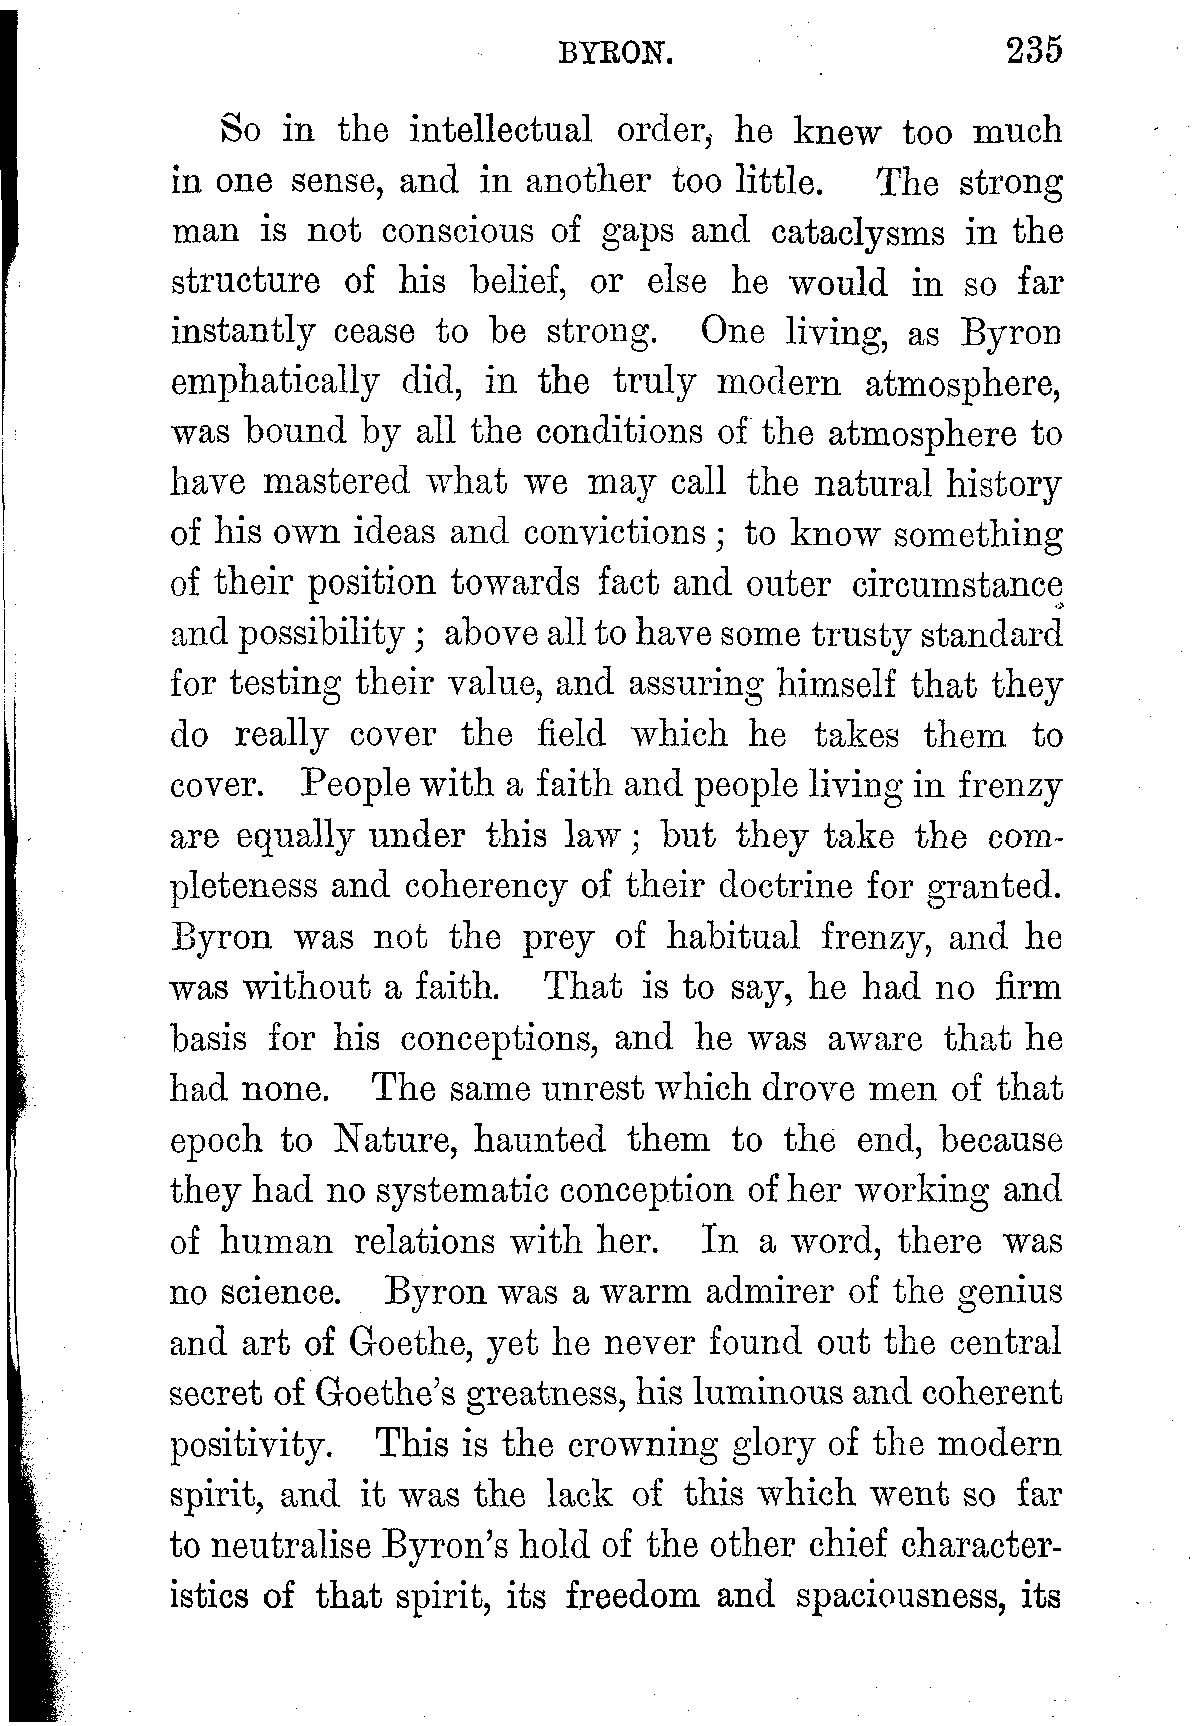 BYRON. 235
So in the intellectual order, he knew too much
in one sense, and in another too little. The strong
man is not conscious of gaps and cataclysms in the
structure of his belief, or else he would in so far
instantly cease to be strong. One living, as Byron
emphatically did, in the truly modern atmosphere,
was bound by all the conditions of the atmosphere to
have mastered what we may call the natural history
of his own ideas and convictions ; to know something
of their position towards fact and outer circumstance
and possibility ; above all to have some trusty standard
for testing their value, and assuring himself that they
do really cover the field which he takes them to
cover. People with a faith and people living in frenzy
are equally under this law ; but they take the com-
pleteness and coherency of their doctrine for granted.
Byron was not the prey of habitual frenzy, and he
was without a faith. That is to say, he had no firm
basis for his conceptions, and he was aware that he
had none. The same unrest which drove men of that
epoch to Nature, haunted them to the end, because
they had no systematic conception of her working and
of human relations with her. In a word, there was
no science. Byron was a warm admirer of the genius
and art of Goethe, yet he never found out the central
secret of Goethe's greatness, his luminous and coherent
positivity. This is the crowning glory of the modern
spirit, and it was the lack of this which went so far
to neutralise Byron's hold of the other chief character-
istics of that spirit, its freedom and spaciousness, its